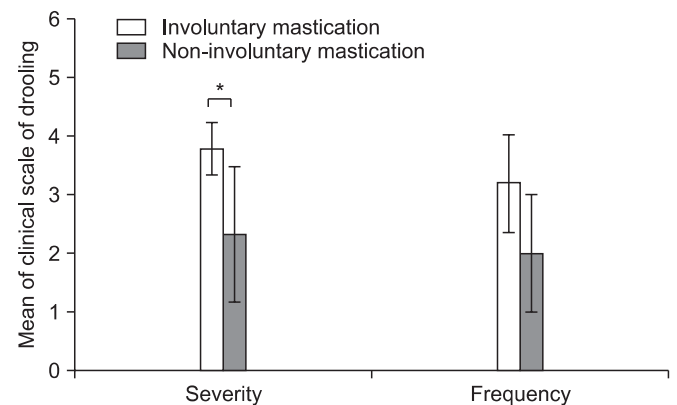 6
Involuntary mastication
Non-involuntary mastication
5
*
4
3
2
1
0
Mean of clinical scale of drooling
Severity
Frequency